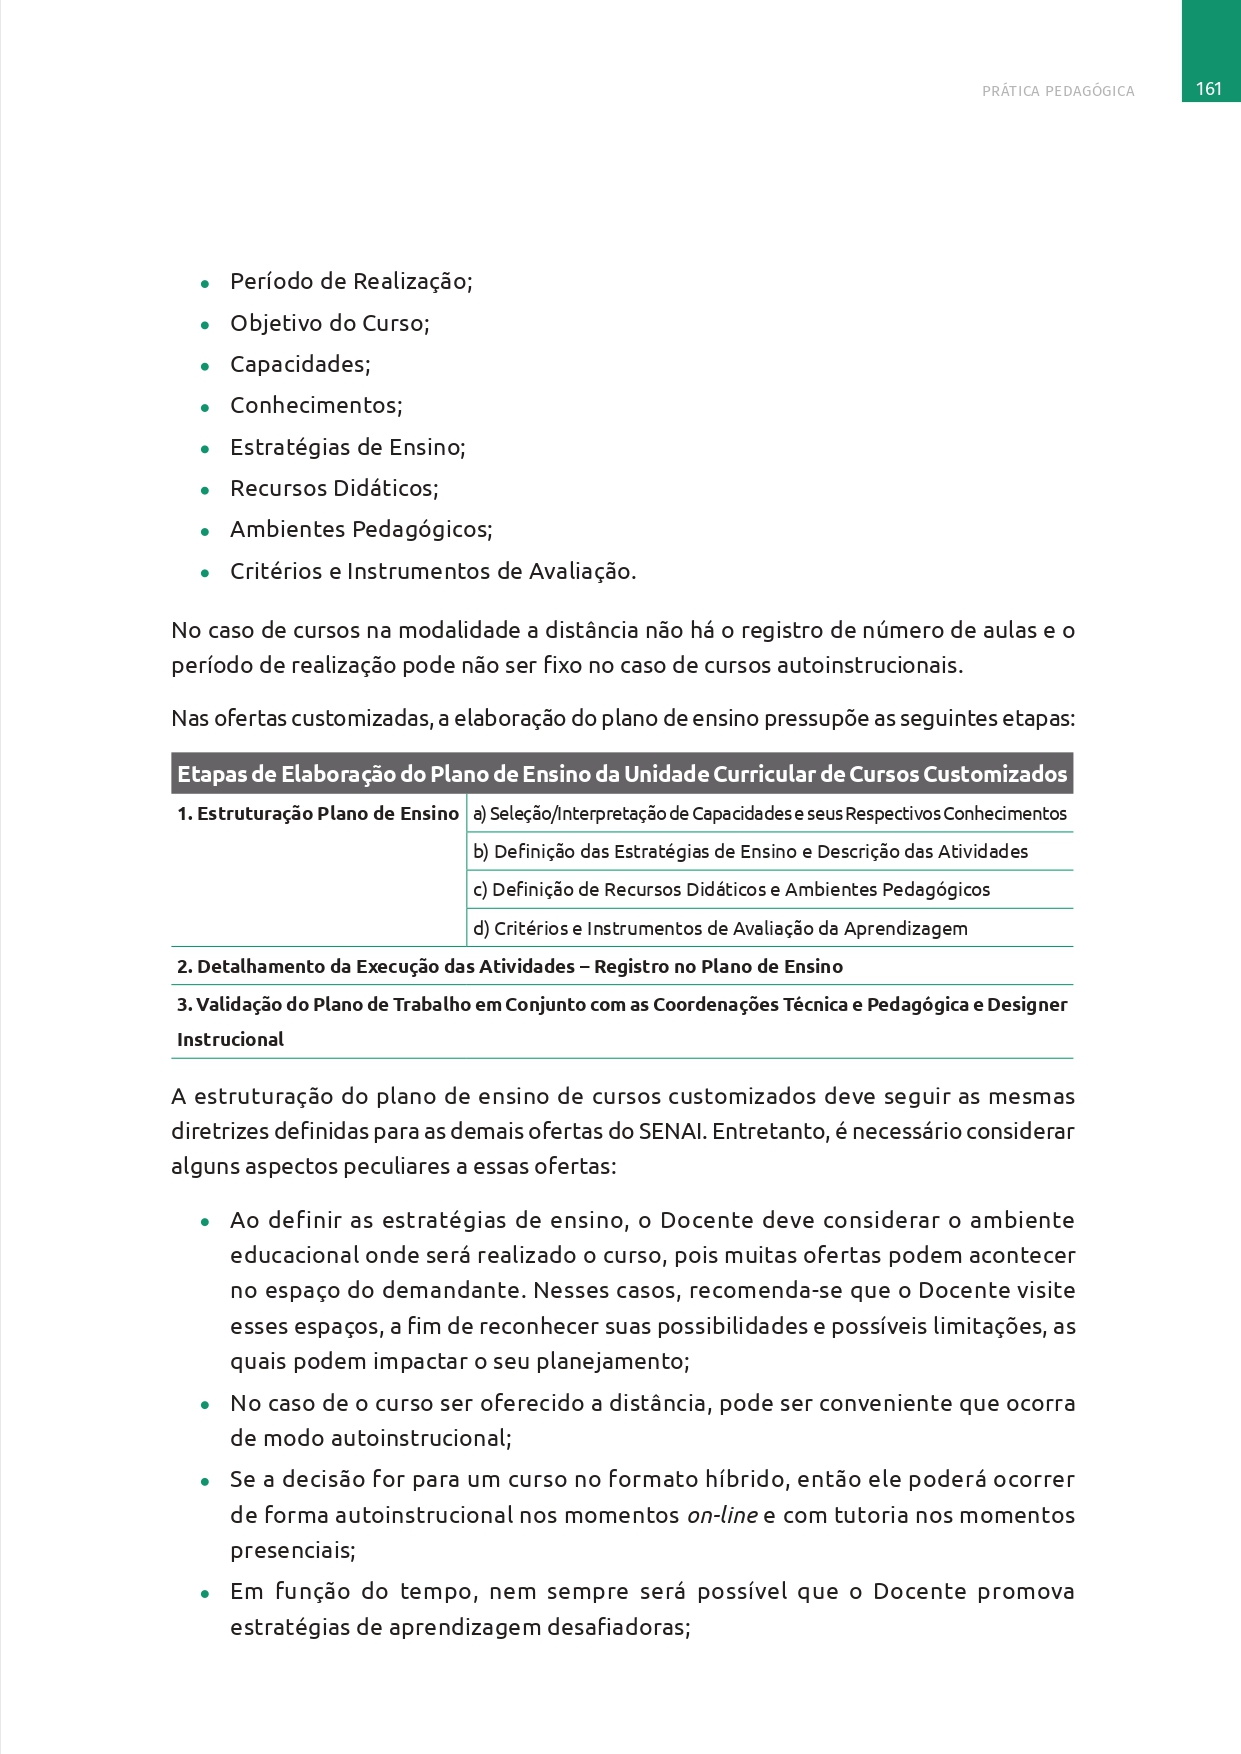 PRÁTICA PEDAGÓGICA
161
• Período de Realização;
• Objetivo do Curso;
• Capacidades;
• Conhecimentos;
• Estratégias de Ensino;
• Recursos Didáticos;
• Ambientes Pedagógicos;
• Critérios e Instrumentos de Avaliação.
No caso de cursos na modalidade a distância não há o registro de número de aulas e o
período de realização pode não ser fixo no caso de cursos autoinstrucionais.
Nas ofertas customizadas, a elaboração do plano de ensino pressupõe as seguintes etapas:
Etapas de Elaboração do Plano de Ensino da Unidade Curricular de Cursos Customizados
1. Estruturação Plano de Ensino
a) Seleção/Interpretação de Capacidades e seus Respectivos Conhecimentos
b) Definição das Estratégias de Ensino e Descrição das Atividades
c) Definição de Recursos Didáticos e Ambientes Pedagógicos
d) Critérios e Instrumentos de Avaliação da Aprendizagem
2. Detalhamento da Execução das Atividades – Registro no Plano de Ensino
3. Validação do Plano de Trabalho em Conjunto com as Coordenações Técnica e Pedagógica e Designer
Instrucional
A estruturação do plano de ensino de cursos customizados deve seguir as mesmas
diretrizes definidas para as demais ofertas do SENAI. Entretanto, é necessário considerar
alguns aspectos peculiares a essas ofertas:
• Ao definir as estratégias de ensino, o Docente deve considerar o ambiente
educacional onde será realizado o curso, pois muitas ofertas podem acontecer
no espaço do demandante. Nesses casos, recomenda-se que o Docente visite
esses espaços, a fim de reconhecer suas possibilidades e possíveis limitações, as
quais podem impactar o seu planejamento;
• No caso de o curso ser oferecido a distância, pode ser conveniente que ocorra
de modo autoinstrucional;
• Se a decisão for para um curso no formato híbrido, então ele poderá ocorrer
de forma autoinstrucional nos momentos on-line e com tutoria nos momentos
presenciais;
• Em função do tempo, nem sempre será possível que o Docente promova
estratégias de aprendizagem desafiadoras;